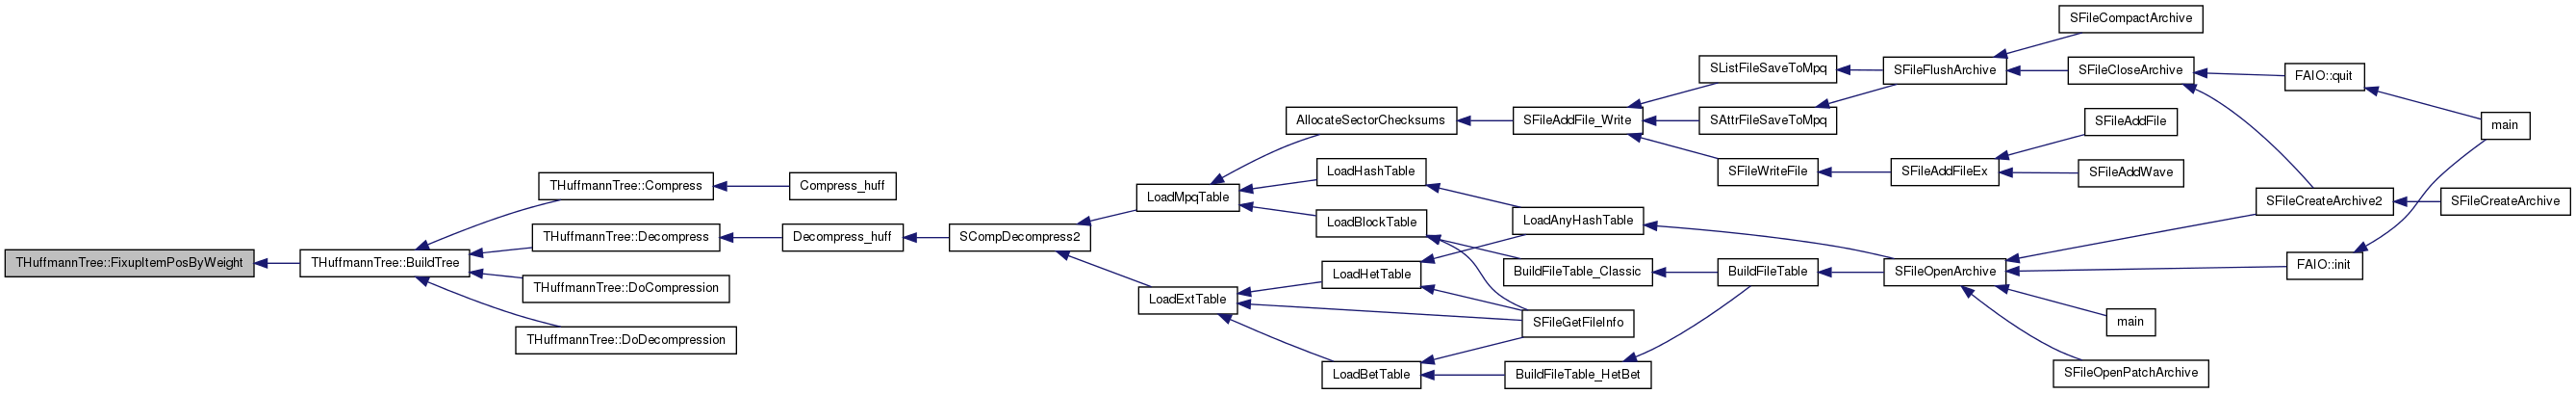 THuffmannTree::FixupItemPosByWeight
THuffmannTree::BuildTree
THuffmannTree::Compress
Compress_huff
THuffmannTree::Decompress
Decompress_huff
THuffmannTree::DoCompression
THuffmannTree::DoDecompression
SCompDecompress2
LoadMpqTable
LoadExtTable
AllocateSectorChecksums
LoadHashTable
LoadBlockTable
LoadHetTable
LoadBetTable
SFileAddFile_Write
LoadAnyHashTable
BuildFileTable_Classic
SFileGetFileInfo
BuildFileTable_HetBet
SListFileSaveToMpq
SAttrFileSaveToMpq
SFileWriteFile
BuildFileTable
SFileFlushArchive
SFileAddFileEx
SFileOpenArchive
SFileCompactArchive
SFileCloseArchive
SFileAddFile
SFileAddWave
main
SFileOpenPatchArchive
FAIO::quit
SFileCreateArchive2
FAIO::init
main
SFileCreateArchive